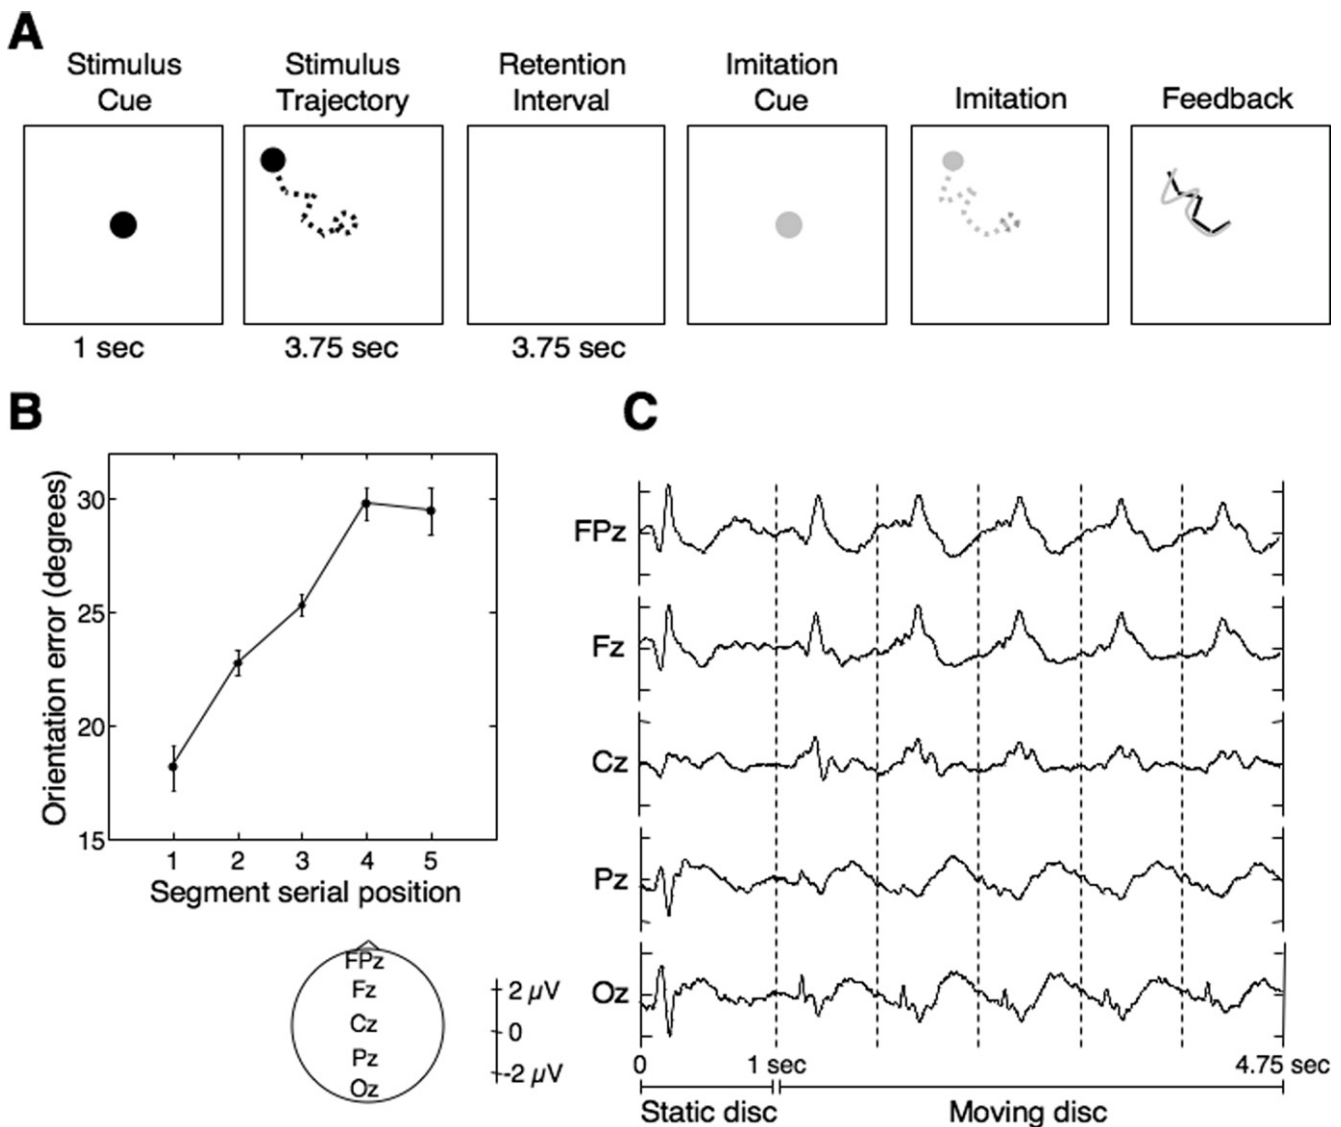 A
Stimulus
Cue
Stimulus
Trajectory
Retention
Interval
Imitation
Cue
Imitation
Feedback
1 sec
3.75 sec
3.75 sec
B
Orientation error (degrees)
30
25
20
15
1 2 3 4 5
Segment serial position
FPz
Fz
Cz
Pz
Oz
2 µV
0
-2 µV
C
FPz
Fz
Cz
Pz
Oz
0 1 sec 4.75 sec
Static disc Moving disc